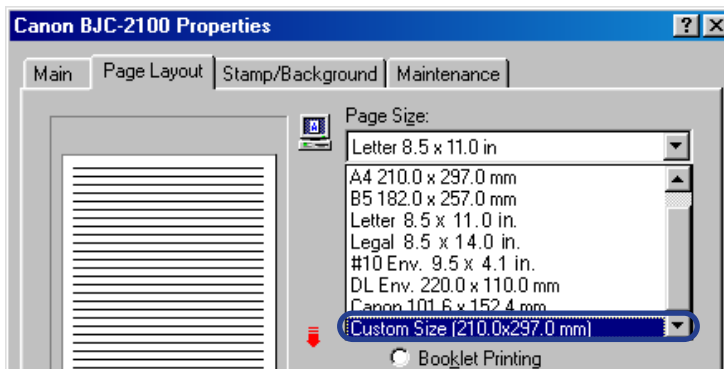 Canon BJC-2100 Properties
Main
Page Layout
Stamp/Background
Maintenance
Page Size:
Letter 8.5 x 11.0 in
A4 210.0 x 297.0 mm
B5 182.0 x 257.0 mm
Letter 8.5 x 11.0 in.
Legal 8.5 x 14.0 in.
#10 Env. 9.5 x 4.1 in.
DL Env. 220.0 x 110.0 mm
Canon 101.6 x 152.4 mm
Custom Size (210.0x297.0 mm)
Booklet Printing